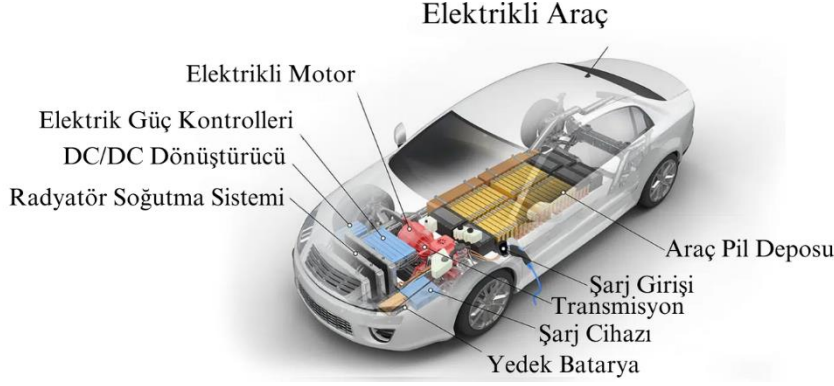 Elektrikli Araç
Elektrikli Motor
Elektrik Güç Kontrolleri
DC/DC Dönüştürücü
Radyatör Soğutma Sistemi
Araç Pil Deposu
Şarj Girişi
Transmisyon
Şarj Cihazı
Yedek Batarya